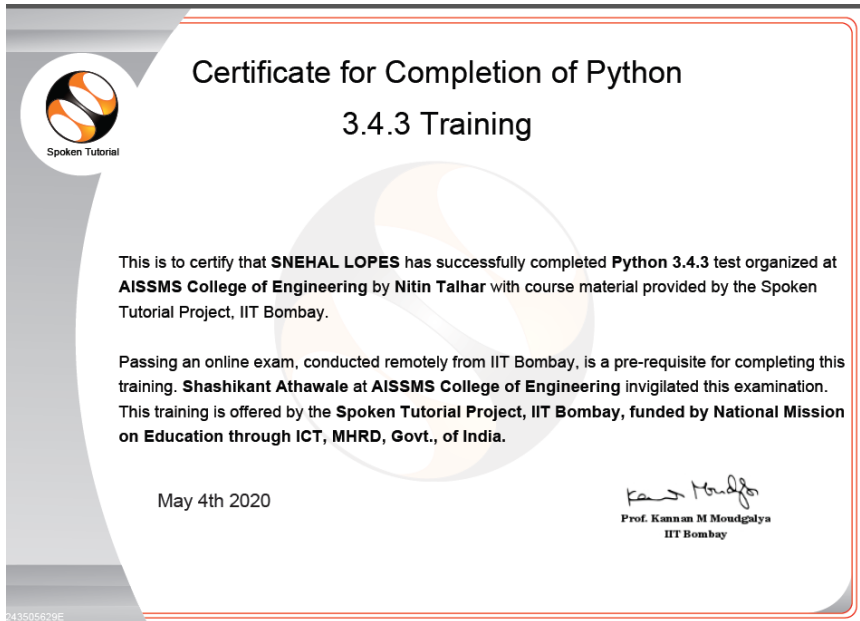 Certificate for Completion of Python
3.4.3 Training
Spoken Tutorial
This is to certify that SNEHAL LOPES has successfully completed Python 3.4.3 test organized at
AISSMS College of Engineering by Nitin Talhar with course material provided by the Spoken
Tutorial Project, IIT Bombay.
Passing an online exam, conducted remotely from IIT Bombay, is a pre-requisite for completing this
training. Shashikant Athawale at AISSMS College of Engineering invigilated this examination.
This training is offered by the Spoken Tutorial Project, IIT Bombay, funded by National Mission
on Education through ICT, MHRD, Govt., of India.
May 4th 2020
Prof. Kannan M Moudgalya
IIT Bombay
243505629E